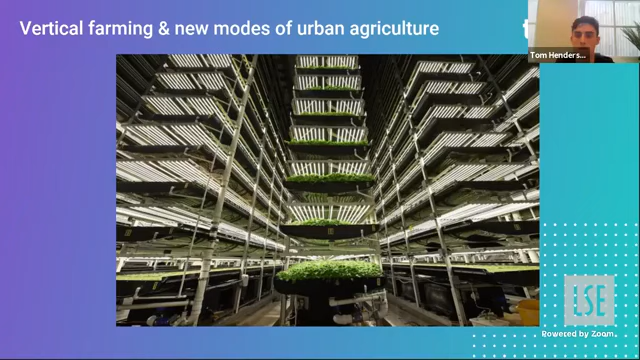 Vertical farming & new modes of urban agriculture
Tom Henders...
LSE
Powered by Zoom